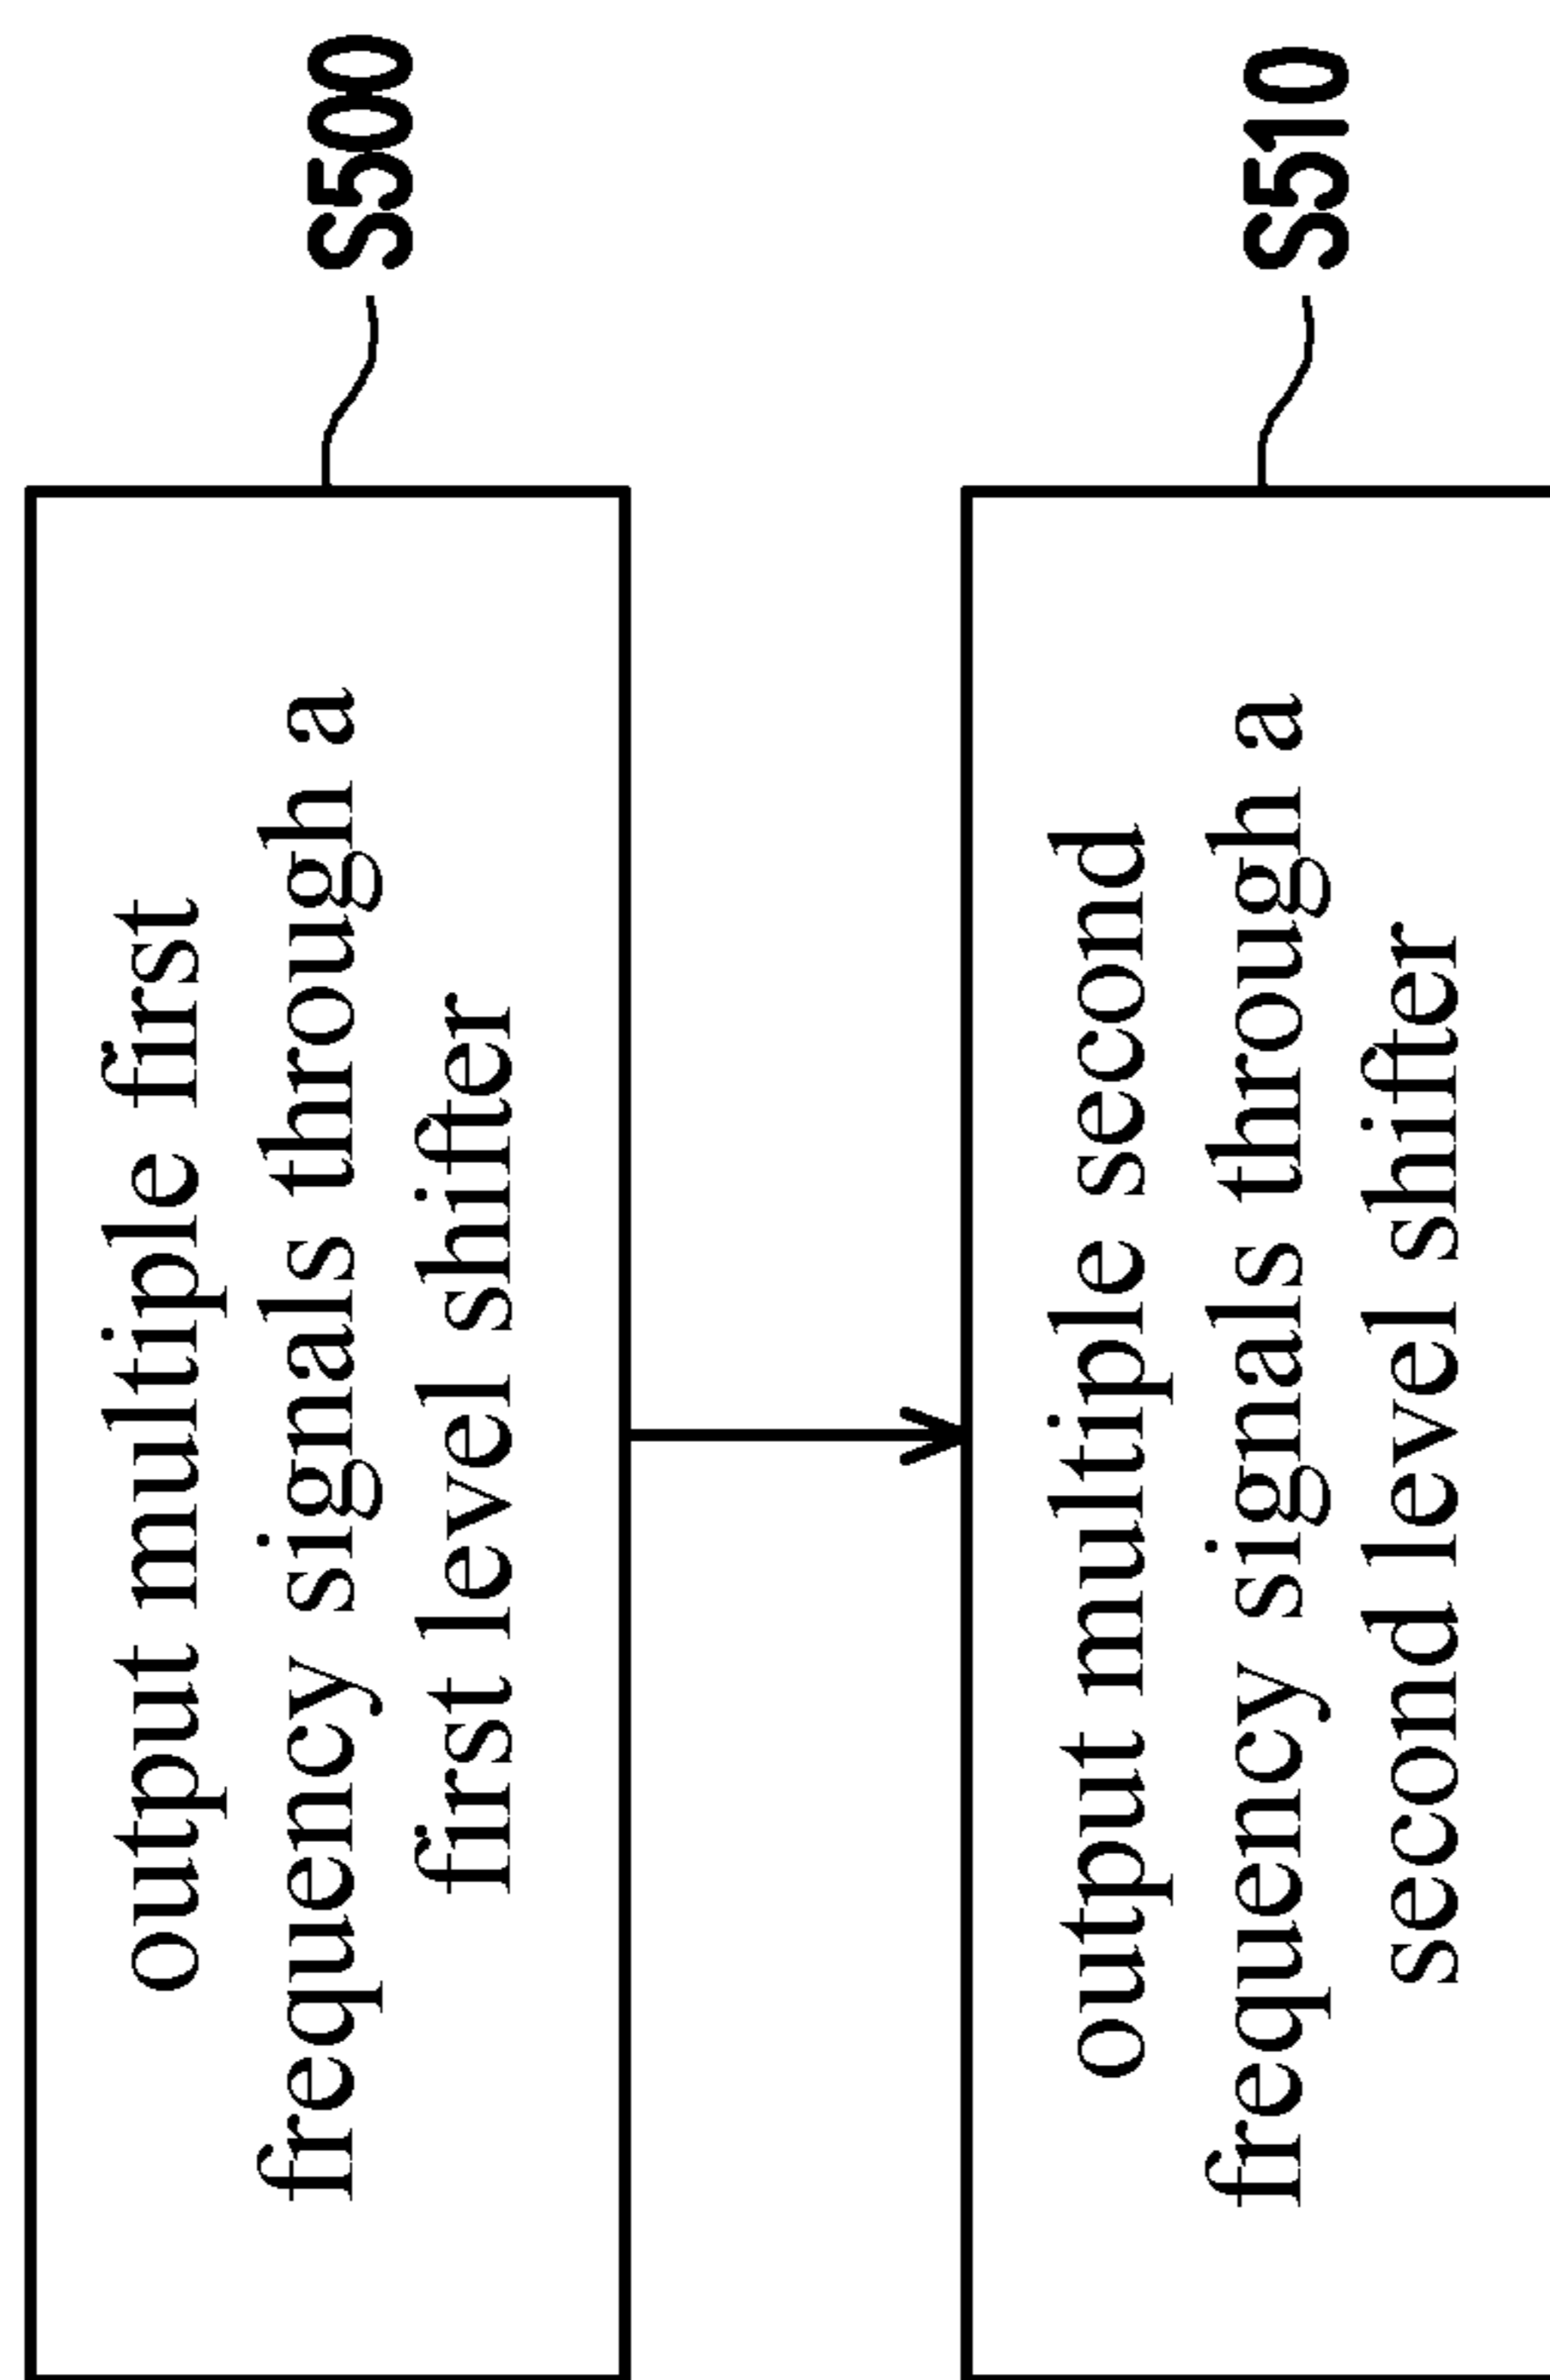 output multiple first
frequency signals through a
first level shifter
S500
output multiple second
frequency signals through a
second level shifter
S510